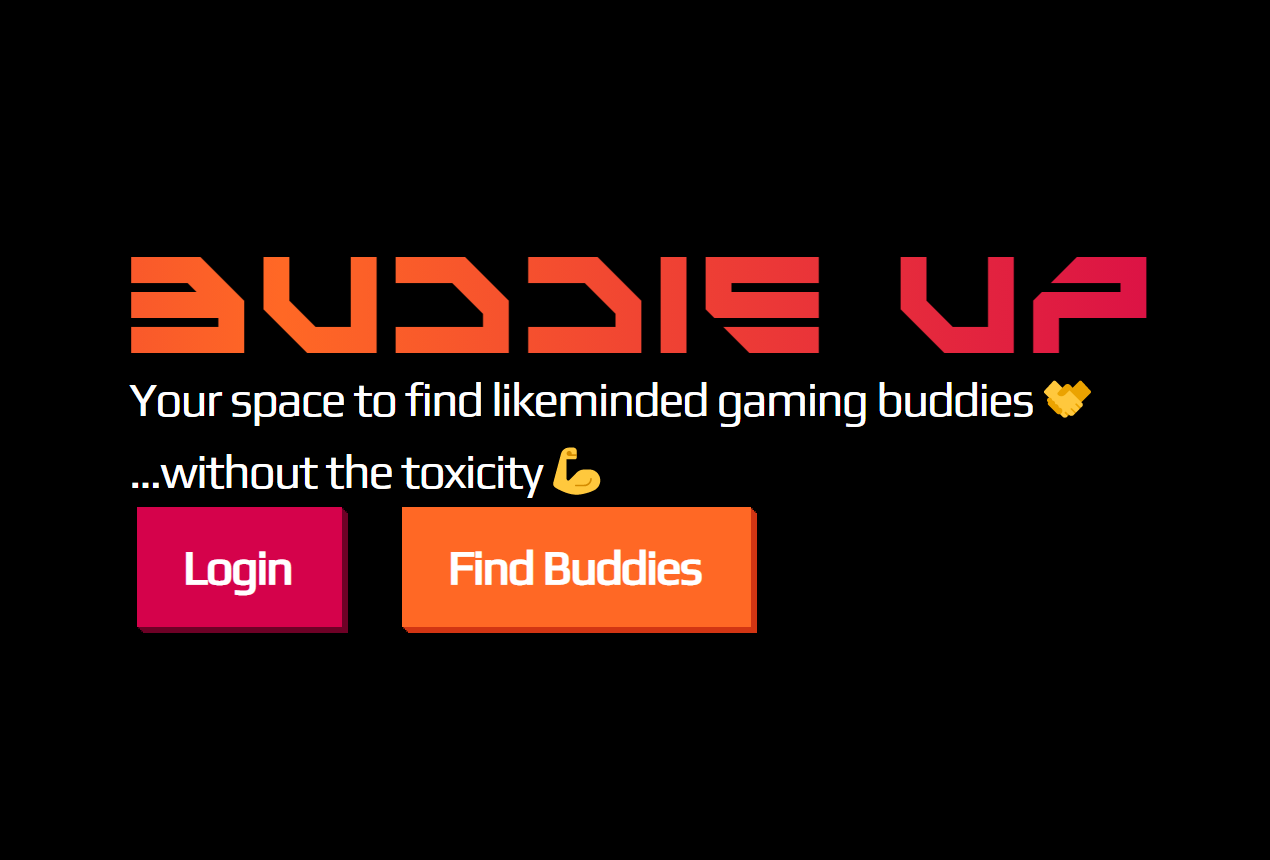 BUDDIE UP
Your space to find likeminded gaming buddies 🤝
...without the toxicity 💪
Login
Find Buddies